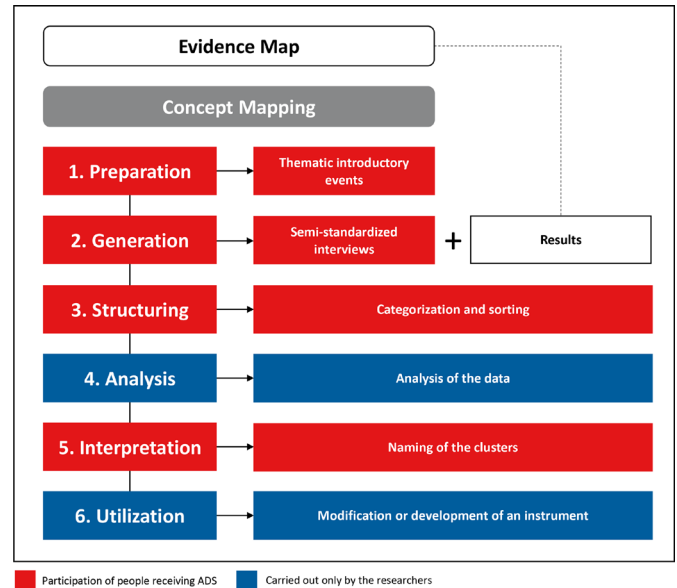 Evidence Map
Concept Mapping
1. Preparation
Thematic introductory
events
2. Generation
Semi-standardized
interviews
+
Results
3. Structuring
Categorization and sorting
4. Analysis
Analysis of the data
5. Interpretation
Naming of the clusters
6. Utilization
Modification or development of an instrument
Participation of people receiving ADS
Carried out only by the researchers